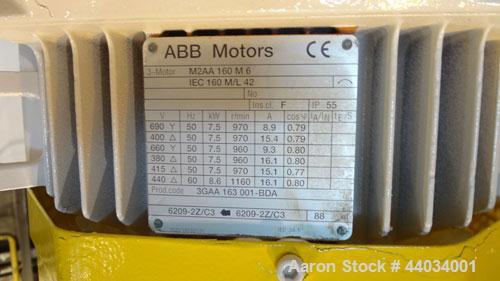 ABB Motors CE
3~Motor M2AA 160 M 6
IEC 160 M/L 42
No
Ins.cl. F IP 55
V Hz kW r/min A cos φ IA/IN tE/s
690 Y 50 7.5 970 8.9 0.79
400 Δ 50 7.5 970 15.4 0.79
660 Y 50 7.5 960 9.3 0.80
380 Δ 50 7.5 960 16.1 0.80
415 Δ 50 7.5 970 15.1 0.77
440 Δ 60 8.6 1160 16.1 0.80
Prod.code 3GAA 163 001-BDA
6209-2Z/C3 6209-2Z/C3 88
Aaron Stock # 44034001